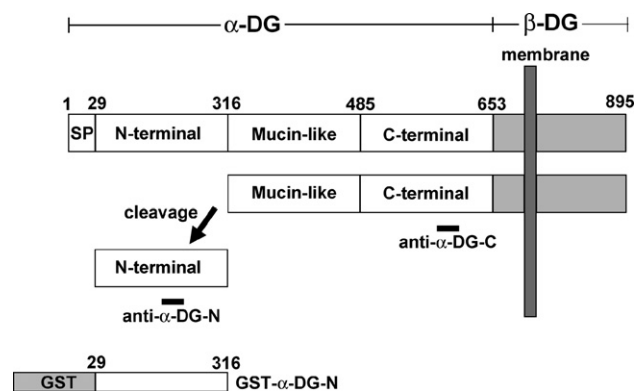 α-DG β-DG
membrane
1 29 316 485 653 895
SP N-terminal Mucin-like C-terminal
Mucin-like C-terminal
cleavage
anti-α-DG-C
N-terminal
anti-α-DG-N
29 316
GST GST-α-DG-N